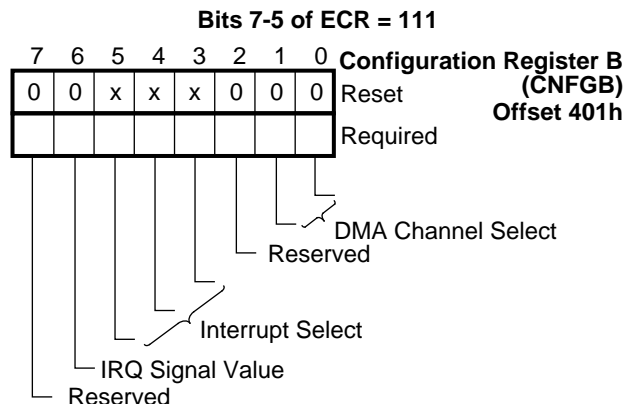 Bits 7-5 of ECR = 111
7 6 5 4 3 2 1 0 Configuration Register B
(CNFGB)
0 0 x x x 0 0 0 Reset
Offset 401h
Required
DMA Channel Select
Reserved
Interrupt Select
IRQ Signal Value
Reserved